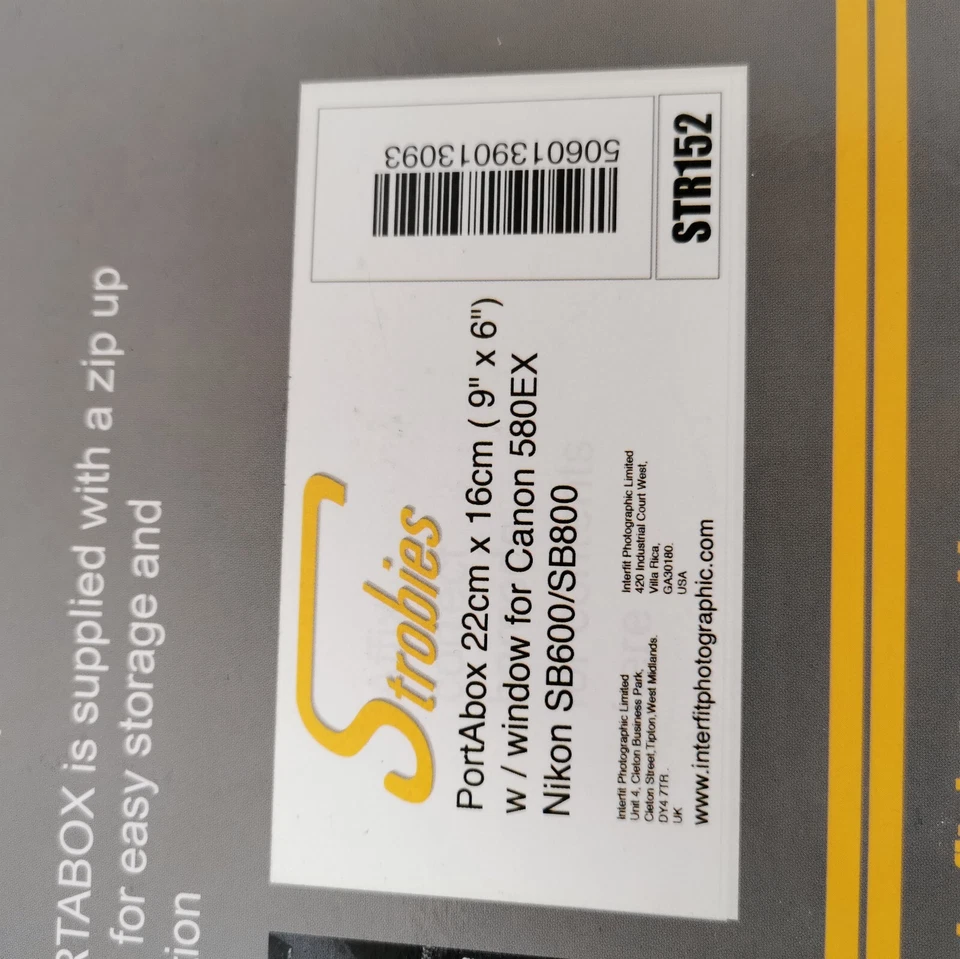 RTABOX is supplied with a zip up
for easy storage and
tion
Strobies
PortAbox 22cm x 16cm ( 9" x 6")
w / window for Canon 580EX
Nikon SB600/SB800
Interfit Photographic Limited
Unit 4, Cleton Business Park,
Cleton Street, Tipton, West Midlands.
DY4 7TR .
UK
Interfit Photographic Limited
420 Industrial Court West,
Villa Rica,
GA30180.
USA
www.interfitphotographic.com
5060139013093
STR152